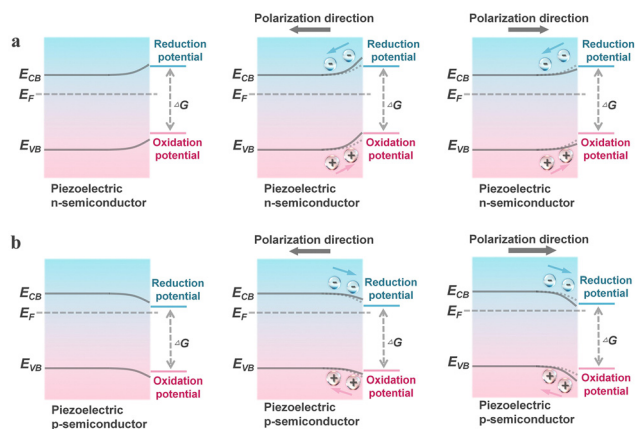 Polarization direction
Polarization direction
a
Reduction
potential
E_CB
E_F
ΔG
E_VB
Oxidation
potential
Piezoelectric
n-semiconductor
Reduction
potential
E_CB
E_F
ΔG
E_VB
Oxidation
potential
Piezoelectric
n-semiconductor
Reduction
potential
E_CB
E_F
ΔG
E_VB
Oxidation
potential
Piezoelectric
n-semiconductor
b
Polarization direction
Polarization direction
Reduction
potential
E_CB
E_F
ΔG
E_VB
Oxidation
potential
Piezoelectric
p-semiconductor
Reduction
potential
E_CB
E_F
ΔG
E_VB
Oxidation
potential
Piezoelectric
p-semiconductor
Reduction
potential
E_CB
E_F
ΔG
E_VB
Oxidation
potential
Piezoelectric
p-semiconductor